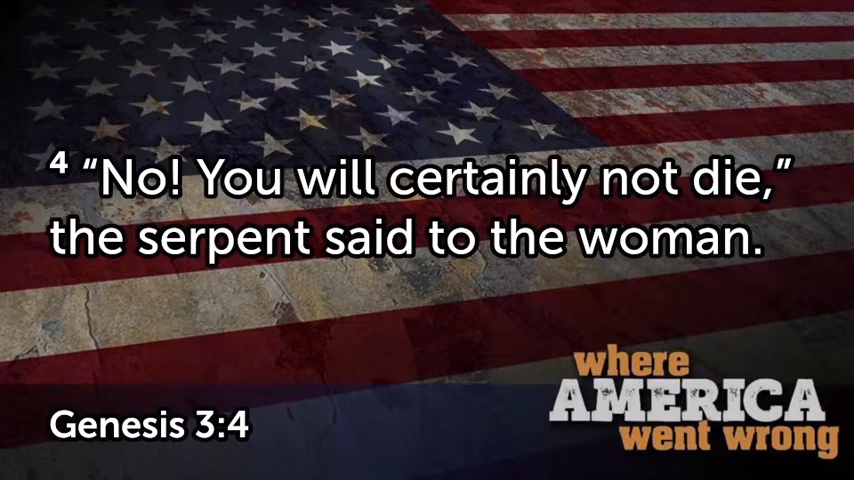 ⁴ “No! You will certainly not die,”
the serpent said to the woman.
Genesis 3:4
where
AMERICA
went wrong